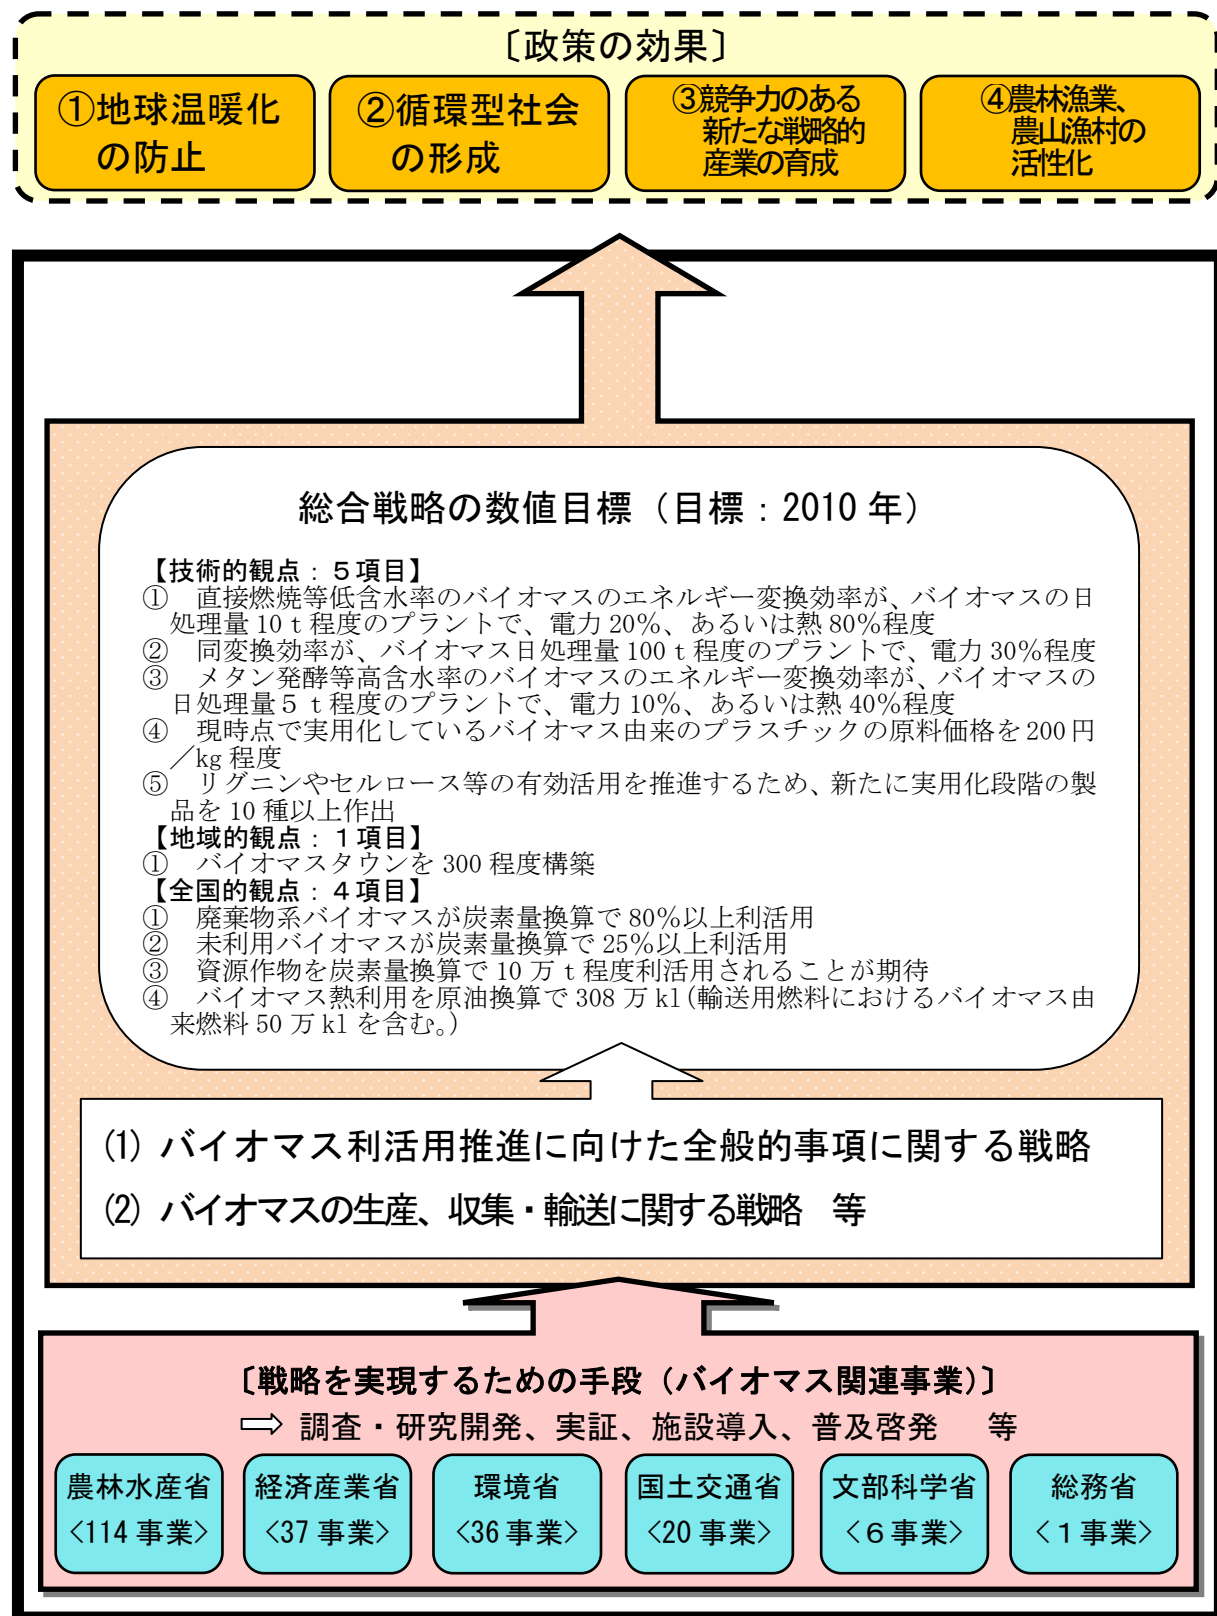 〔政策の効果〕
①地球温暖化
の防止
②循環型社会
の形成
③競争力のある
新たな戦略的
産業の育成
④農林漁業、
農山漁村の
活性化
総合戦略の数値目標（目標：2010 年）
【技術的観点：５項目】
①　直接燃焼等低含水率のバイオマスのエネルギー変換効率が、バイオマスの日
処理量 10ｔ程度のプラントで、電力 20％、あるいは熱 80％程度
②　同変換効率が、バイオマス日処理量 100ｔ程度のプラントで、電力 30％程度
③　メタン発酵等高含水率のバイオマスのエネルギー変換効率が、バイオマスの
日処理量５ｔ程度のプラントで、電力 10％、あるいは熱 40％程度
④　現時点で実用化しているバイオマス由来のプラスチックの原料価格を 200 円
／kg 程度
⑤　リグニンやセルロース等の有効活用を推進するため、新たに実用化段階の製
品を 10 種以上作出
【地域的観点：１項目】
①　バイオマスタウンを 300 程度構築
【全国的観点：４項目】
①　廃棄物系バイオマスが炭素量換算で 80％以上利活用
②　未利用バイオマスが炭素量換算で 25％以上利活用
③　資源作物を炭素量換算で 10 万ｔ程度利活用されることが期待
④　バイオマス熱利用を原油換算で 308 万 kl（輸送用燃料におけるバイオマス由
来燃料 50 万 kl を含む。）
(1) バイオマス利活用推進に向けた全般的事項に関する戦略
(2) バイオマスの生産、収集・輸送に関する戦略　等
〔戦略を実現するための手段（バイオマス関連事業）〕
⇨ 調査・研究開発、実証、施設導入、普及啓発　等
農林水産省
＜114 事業＞
経済産業省
＜37 事業＞
環境省
＜36 事業＞
国土交通省
＜20 事業＞
文部科学省
＜６事業＞
総務省
＜１事業＞